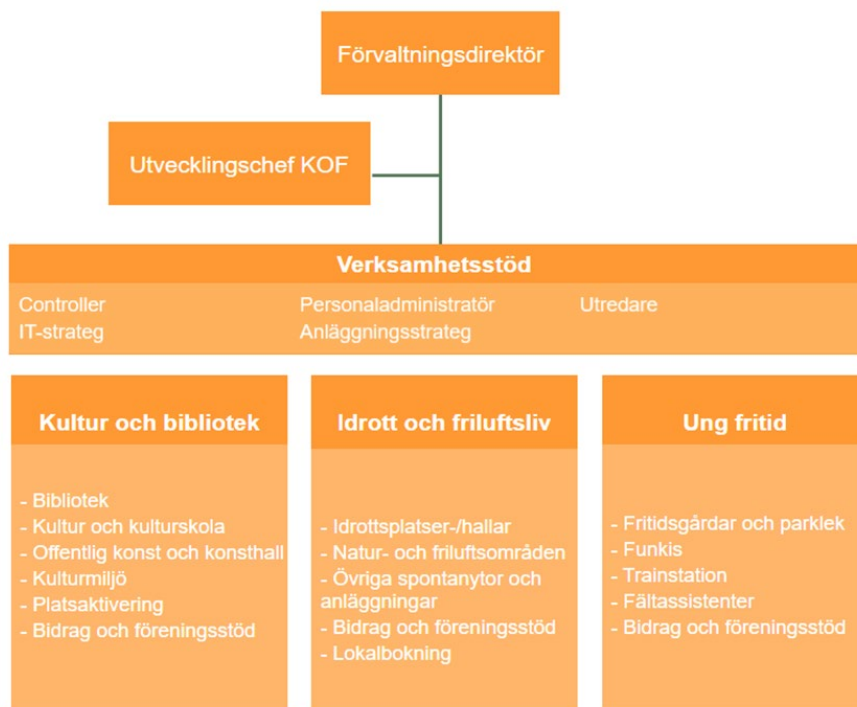 Förvaltningsdirektör
Utvecklingschef KOF
Verksamhetsstöd
Controller
IT-strateg
Personaladministratör
Anläggningsstrateg
Utredare
Kultur och bibliotek
- Bibliotek
- Kultur och kulturskola
- Offentlig konst och konsthall
- Kulturmiljö
- Platsaktivering
- Bidrag och föreningsstöd
Idrott och friluftsliv
- Idrottsplatser-/hallar
- Natur- och friluftsområden
- Övriga spontanytor och
anläggningar
- Bidrag och föreningsstöd
- Lokalbokning
Ung fritid
- Fritidsgårdar och parklek
- Funkis
- Trainstation
- Fältassistenter
- Bidrag och föreningsstöd